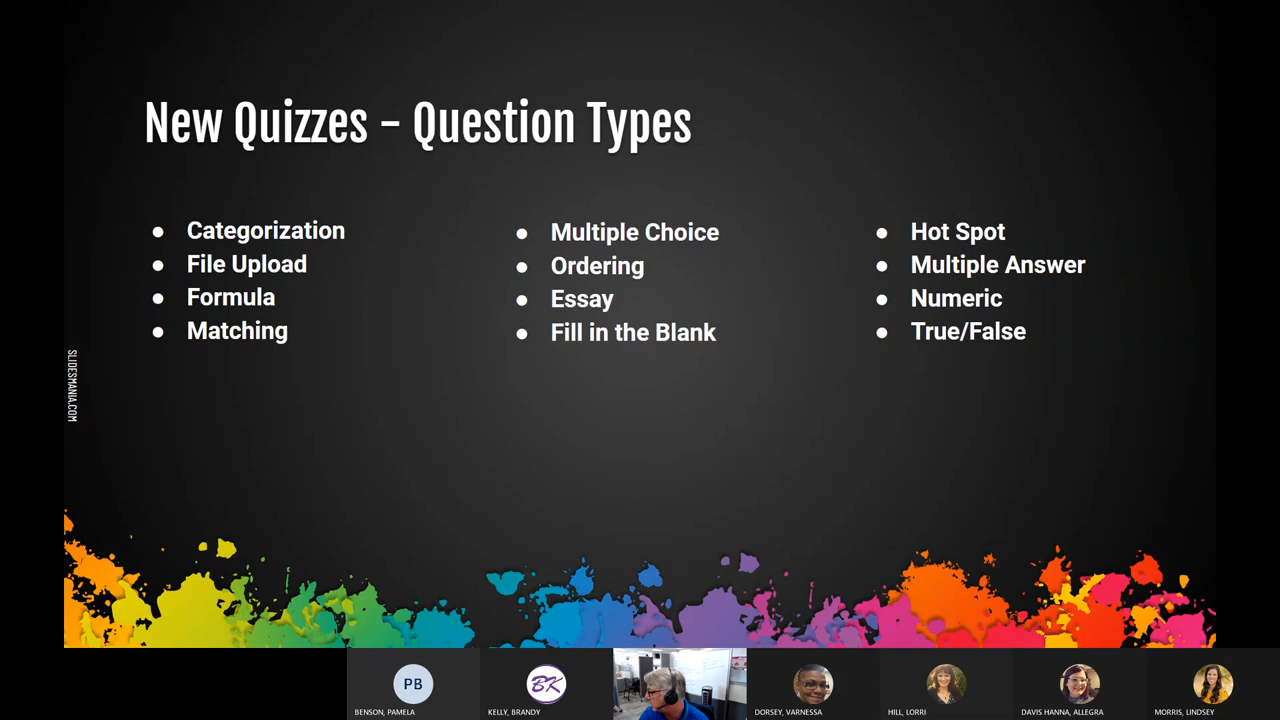 New Quizzes - Question Types
● Categorization
● File Upload
● Formula
● Matching
● Multiple Choice
● Ordering
● Essay
● Fill in the Blank
● Hot Spot
● Multiple Answer
● Numeric
● True/False
SLIDESMANIA.COM
PB
BENSON, PAMELA
BK
KELLY, BRANDY
DORSEY, VARNESSA
HILL, LORRI
DAVIS HANNA, ALLEGRA
MORRIS, LINDSEY